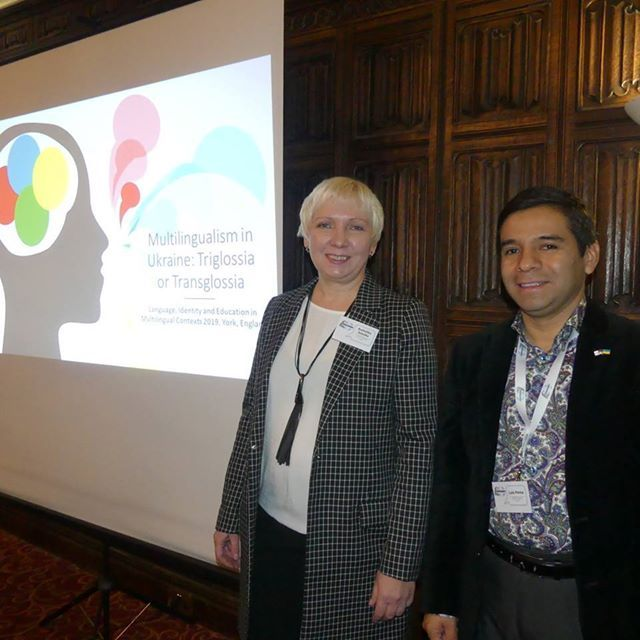 Multilingualism in
Ukraine: Triglossia
or Transglossia
Language, Identity and Education in
Multilingual Contexts 2019, York, England